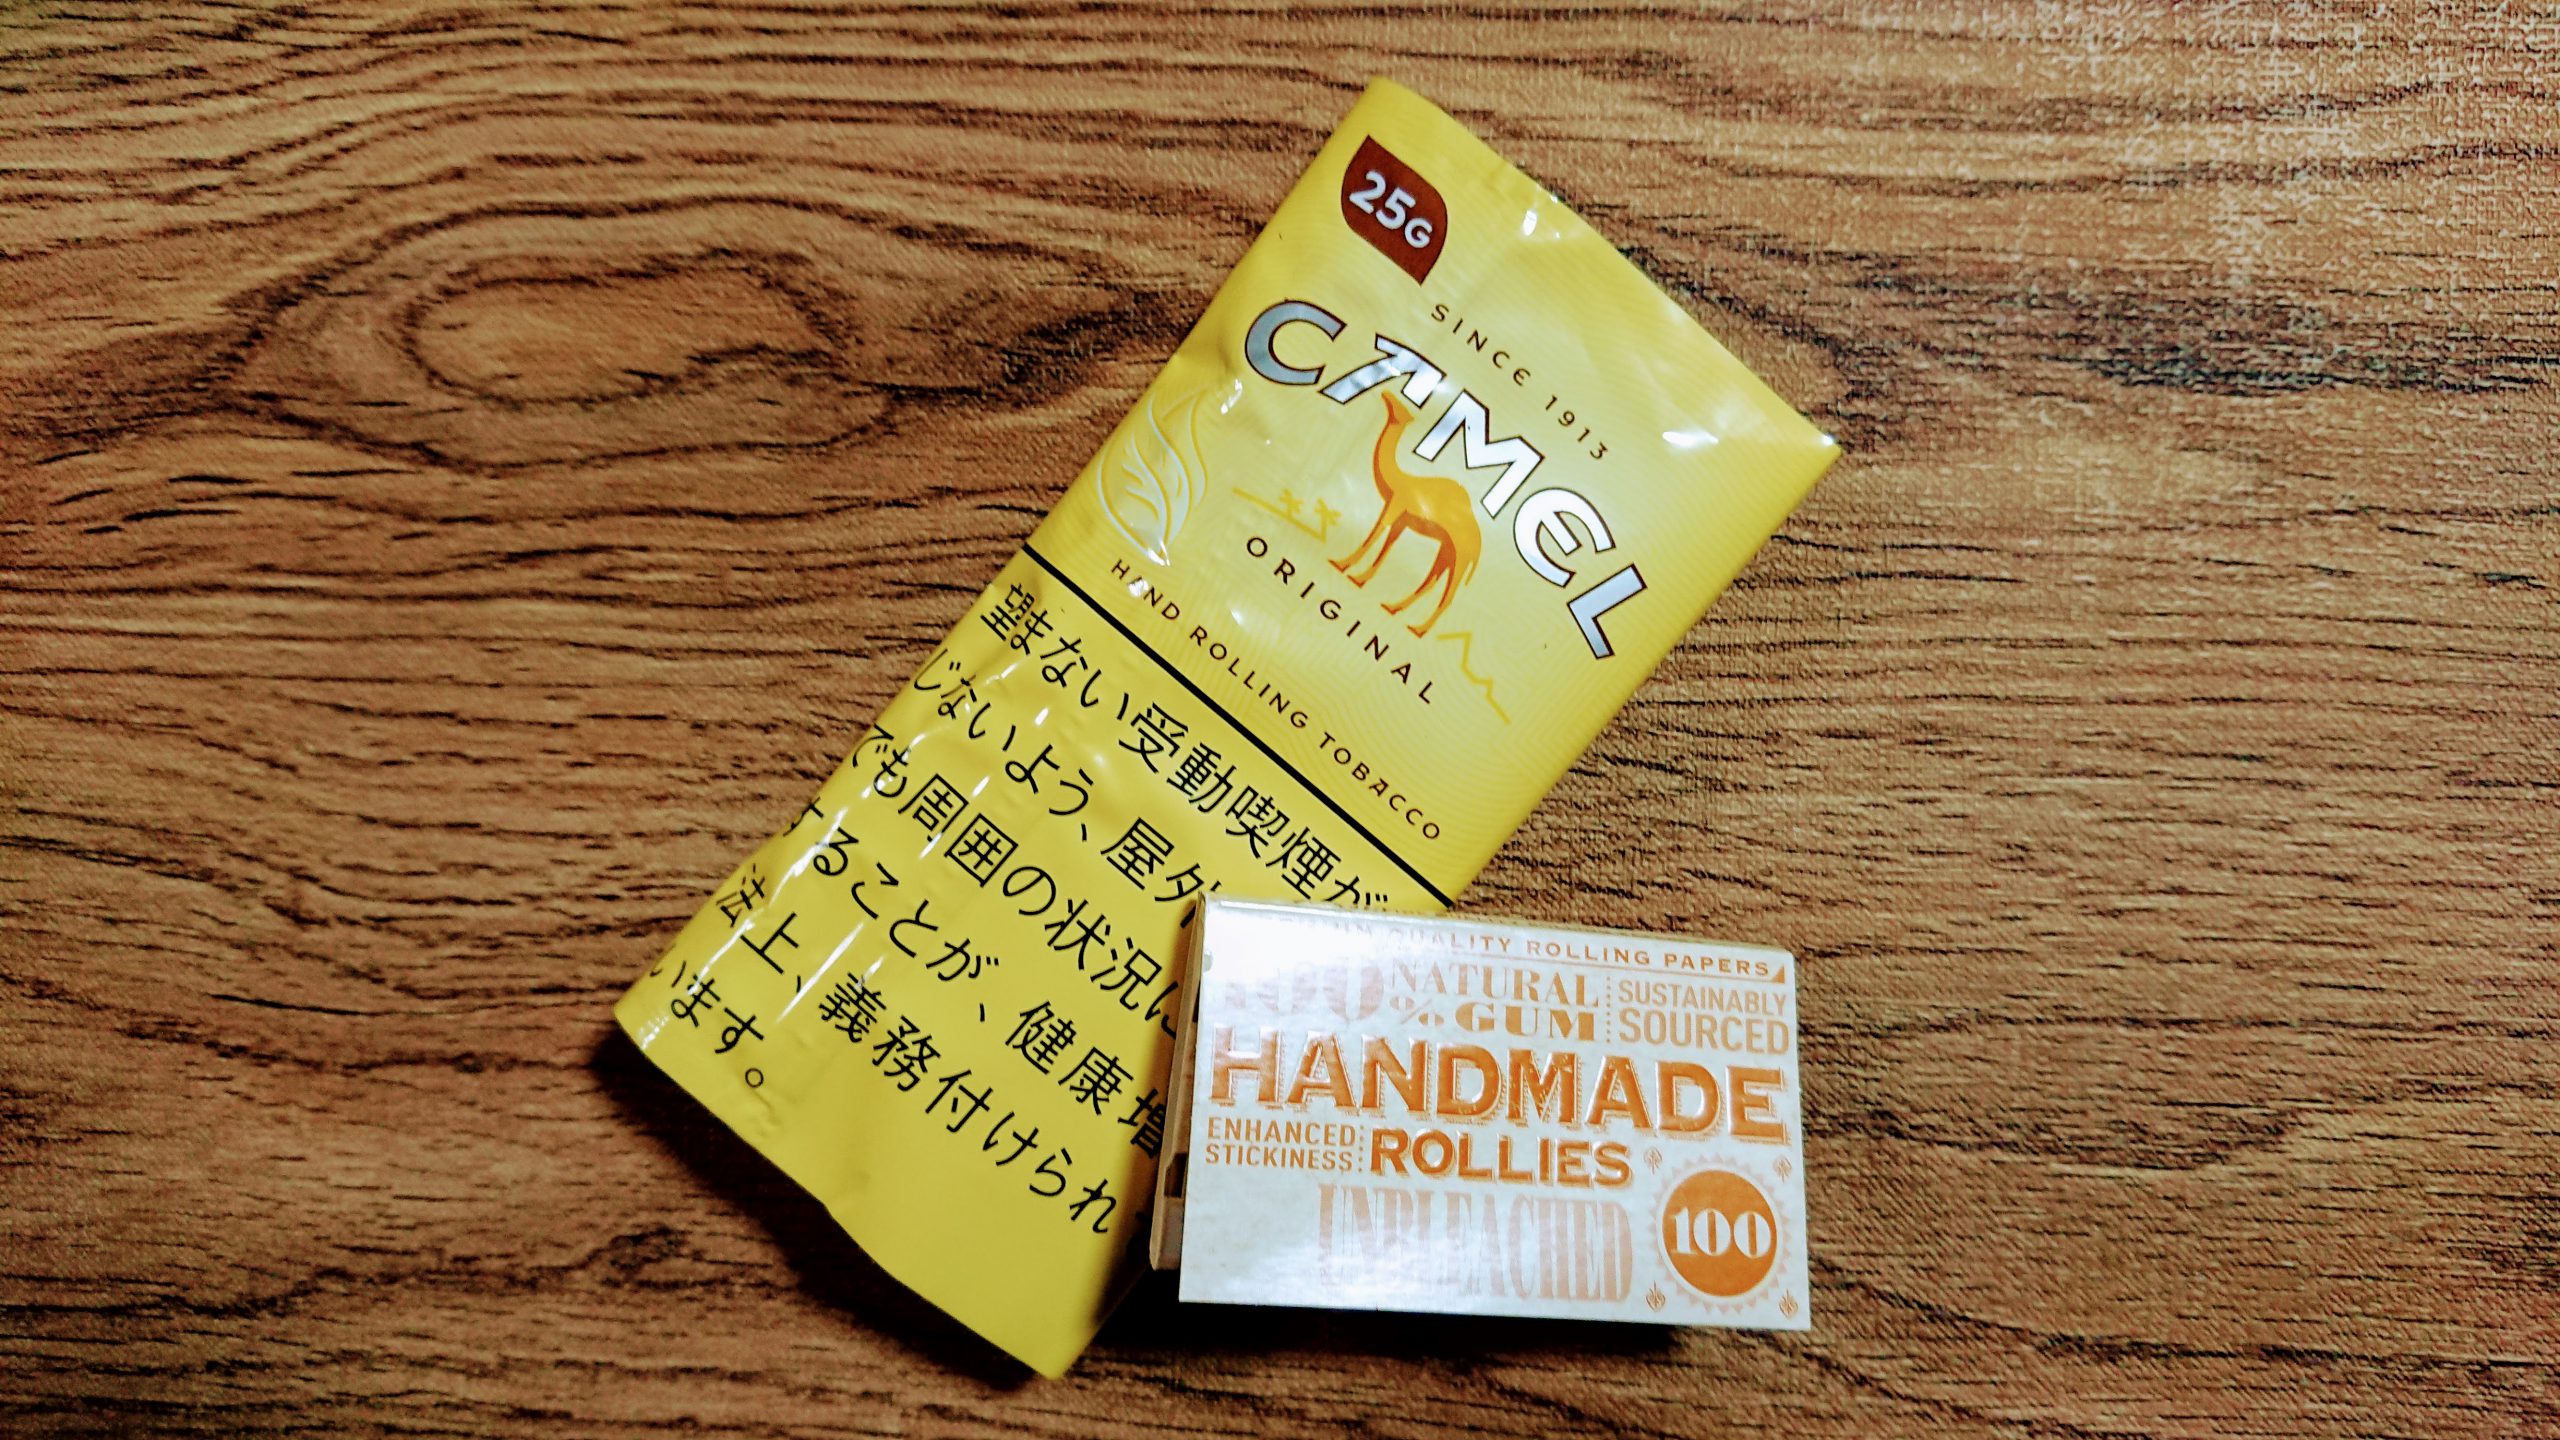 25G
SINCE 1913
CAMEL
ORIGINAL
HAND ROLLING TOBACCO
望まない受動喫煙が
じないよう、屋外
でも周囲の状況に
することが、健康増
法上、義務付けられ
います。
QUALITY ROLLING PAPERS
100% NATURAL GUM
SUSTAINABLY SOURCED
HANDMADE
ENHANCED STICKINESS
ROLLIES
UNBLEACHED
100